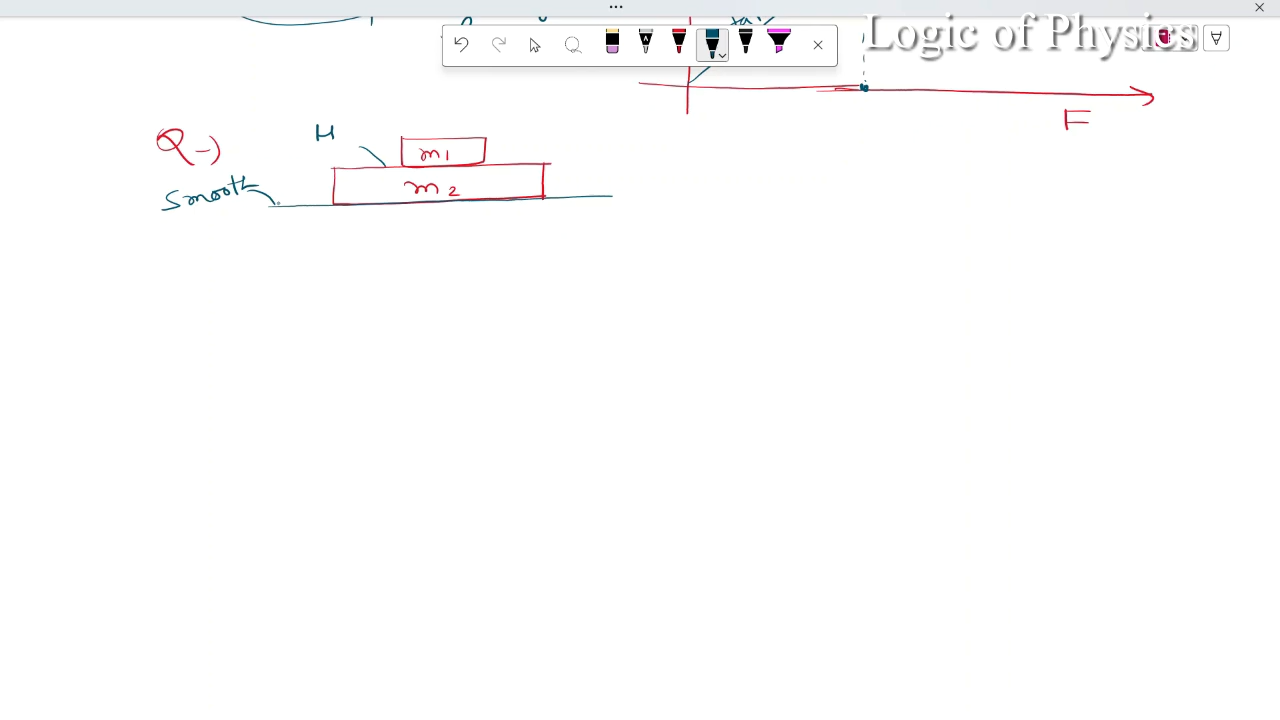 Logic of Physics
F
Q→
μ
m1
smooth
m2